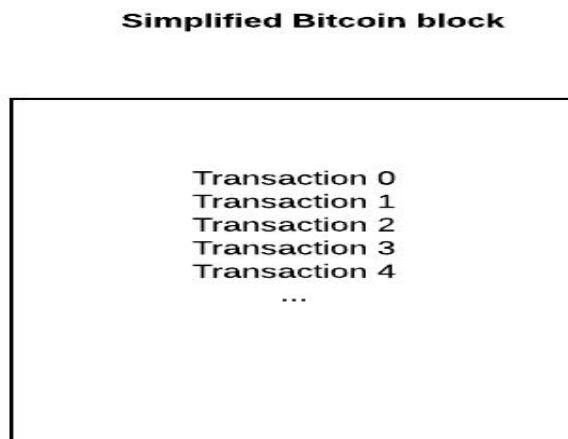 Simplified Bitcoin block
Transaction 0
Transaction 1
Transaction 2
Transaction 3
Transaction 4
...